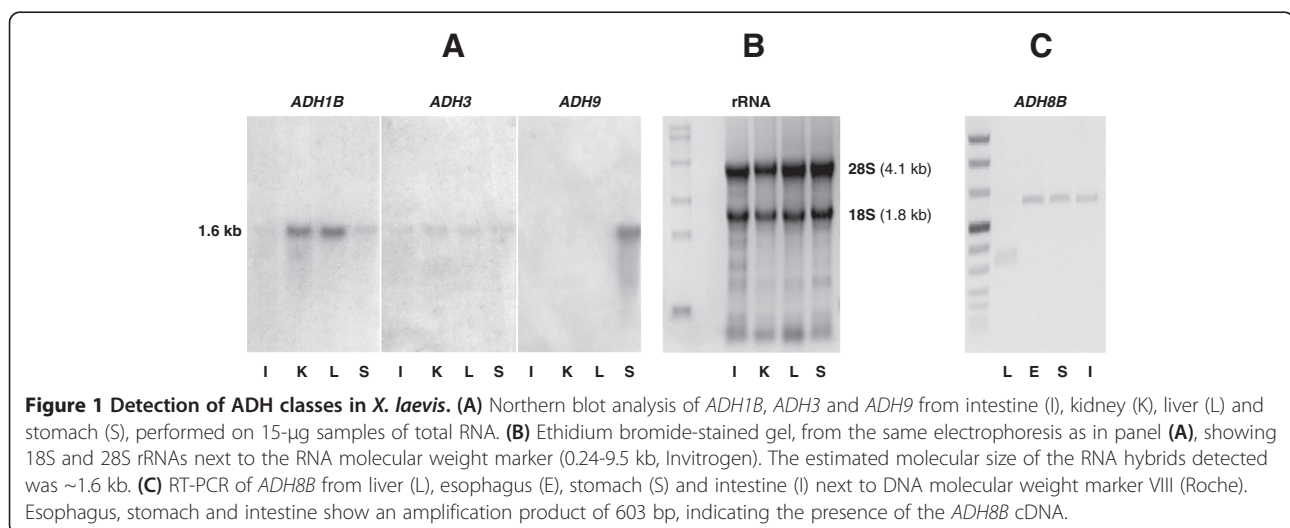 A B C
ADH1B ADH3 ADH9 rRNA ADH8B
28S (4.1 kb)
18S (1.8 kb)
1.6 kb
I K L S I K L S I K L S I K L S L E S I
Figure 1 Detection of ADH classes in X. laevis. (A) Northern blot analysis of ADH1B, ADH3 and ADH9 from intestine (I), kidney (K), liver (L) and
stomach (S), performed on 15-μg samples of total RNA. (B) Ethidium bromide-stained gel, from the same electrophoresis as in panel (A), showing
18S and 28S rRNAs next to the RNA molecular weight marker (0.24-9.5 kb, Invitrogen). The estimated molecular size of the RNA hybrids detected
was ~1.6 kb. (C) RT-PCR of ADH8B from liver (L), esophagus (E), stomach (S) and intestine (I) next to DNA molecular weight marker VIII (Roche).
Esophagus, stomach and intestine show an amplification product of 603 bp, indicating the presence of the ADH8B cDNA.